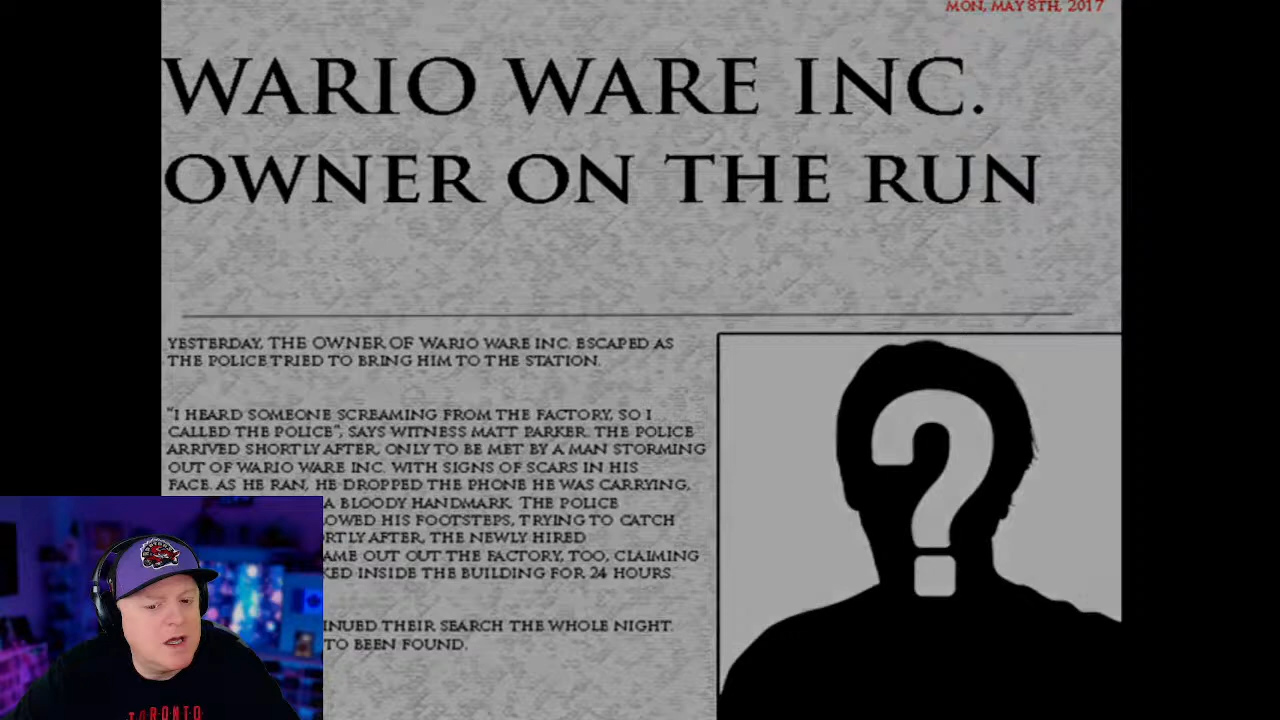 MON, MAY 8TH, 2017
WARIO WARE INC.
OWNER ON THE RUN
YESTERDAY, THE OWNER OF WARIO WARE INC. ESCAPED AS
THE POLICE TRIED TO BRING HIM TO THE STATION.
"I HEARD SOMEONE SCREAMING FROM THE FACTORY, SO I
CALLED THE POLICE", SAYS WITNESS MATT PARKER. THE POLICE
ARRIVED SHORTLY AFTER, ONLY TO BE MET BY A MAN STORMING
OUT OF WARIO WARE INC. WITH SIGNS OF SCARS IN HIS
FACE. AS HE RAN, HE DROPPED THE PHONE HE WAS CARRYING,
A BLOODY HANDMARK. THE POLICE
OWED HIS FOOTSTEPS, TRYING TO CATCH
RTLY AFTER, THE NEWLY HIRED
AME OUT OUT THE FACTORY, TOO, CLAIMING
KED INSIDE THE BUILDING FOR 24 HOURS.
INUED THEIR SEARCH THE WHOLE NIGHT.
TO BEEN FOUND.
?
TORONTO